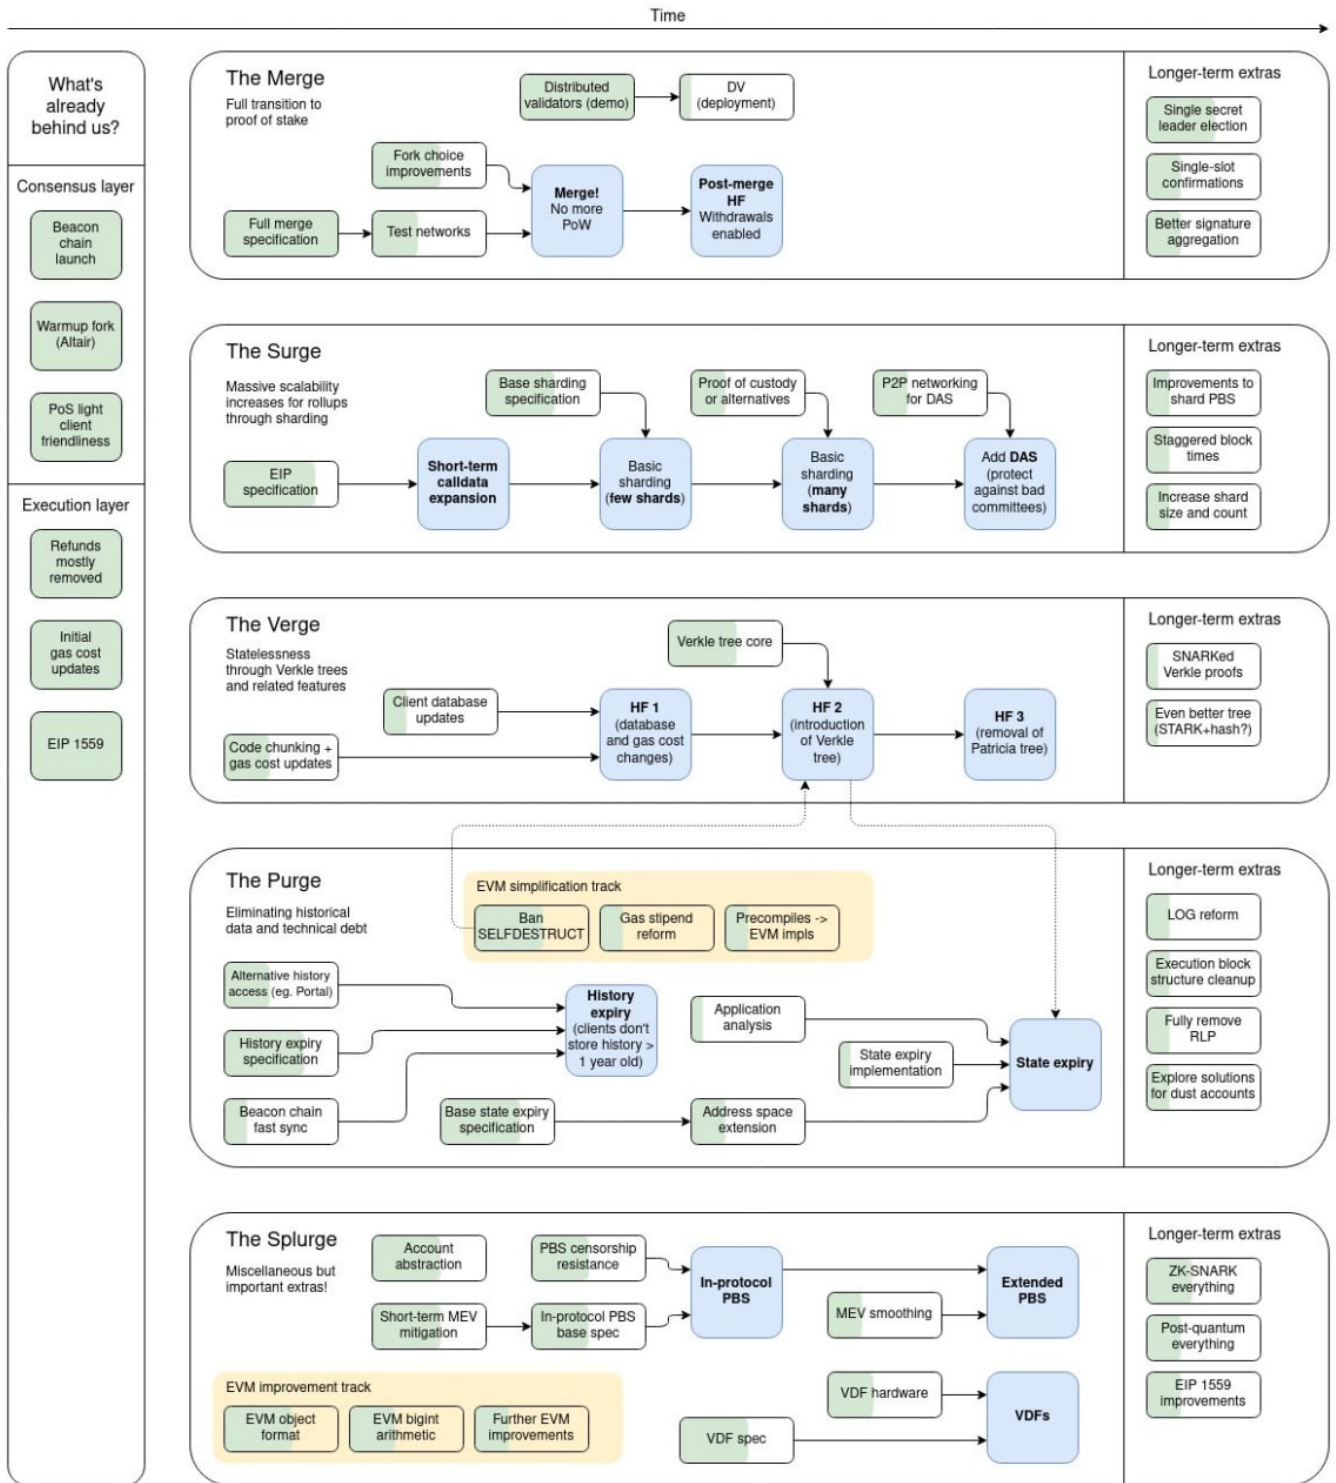 Time
What's
already
behind us?
Consensus layer
Beacon
chain
launch
Warmup fork
(Altair)
PoS light
client
friendliness
Execution layer
Refunds
mostly
removed
Initial
gas cost
updates
EIP 1559
The Merge
Full transition to
proof of stake
Distributed
validators (demo)
DV
(deployment)
Fork choice
improvements
Full merge
specification
Test networks
Merge!
No more
PoW
Post-merge
HF
Withdrawals
enabled
Longer-term extras
Single secret
leader election
Single-slot
confirmations
Better signature
aggregation
The Surge
Massive scalability
increases for rollups
through sharding
Base sharding
specification
Proof of custody
or alternatives
P2P networking
for DAS
EIP
specification
Short-term
calldata
expansion
Basic
sharding
(few shards)
Basic
sharding
(many
shards)
Add DAS
(protect
against bad
committees)
Longer-term extras
Improvements to
shard PBS
Staggered block
times
Increase shard
size and count
The Verge
Statelessness
through Verkle trees
and related features
Verkle tree core
Client database
updates
Code chunking +
gas cost updates
HF 1
(database
and gas cost
changes)
HF 2
(introduction
of Verkle
tree)
HF 3
(removal of
Patricia tree)
Longer-term extras
SNARKed
Verkle proofs
Even better tree
(STARK+hash?)
The Purge
Eliminating historical
data and technical debt
EVM simplification track
Ban
SELFDESTRUCT
Gas stipend
reform
Precompiles ->
EVM impls
Alternative history
access (eg. Portal)
History expiry
specification
Beacon chain
fast sync
History
expiry
(clients don't
store history >
1 year old)
Application
analysis
State expiry
implementation
Base state expiry
specification
Address space
extension
State expiry
Longer-term extras
LOG reform
Execution block
structure cleanup
Fully remove
RLP
Explore solutions
for dust accounts
The Splurge
Miscellaneous but
important extras!
Account
abstraction
PBS censorship
resistance
Short-term MEV
mitigation
In-protocol PBS
base spec
In-protocol
PBS
MEV smoothing
Extended
PBS
EVM improvement track
EVM object
format
EVM bigint
arithmetic
Further EVM
improvements
VDF hardware
VDF spec
VDFs
Longer-term extras
ZK-SNARK
everything
Post-quantum
everything
EIP 1559
improvements